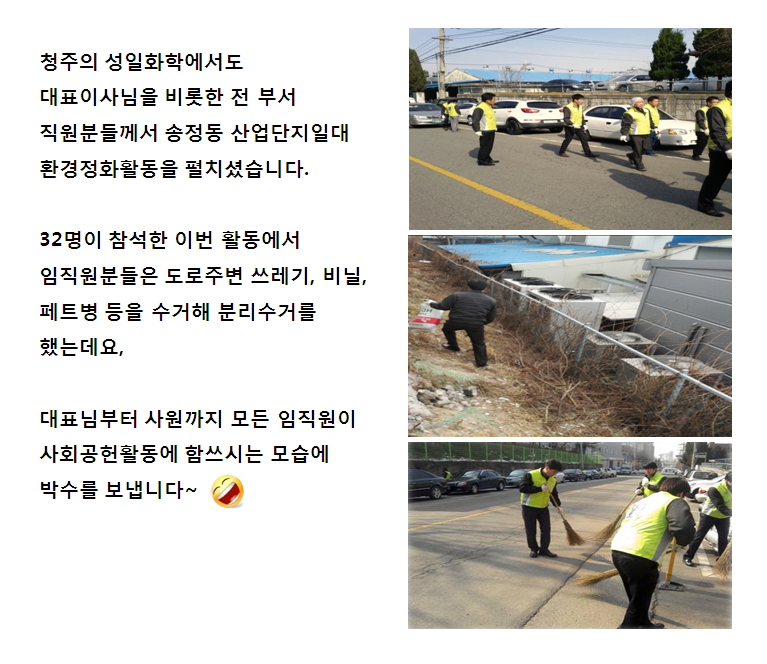 청주의 성일화학에서도
대표이사님을 비롯한 전 부서
직원분들께서 송정동 산업단지일대
환경정화활동을 펼치셨습니다.
32명이 참석한 이번 활동에서
임직원분들은 도로주변 쓰레기, 비닐,
페트병 등을 수거해 분리수거를
했는데요,
대표님부터 사원까지 모든 임직원이
사회공헌활동에 함쓰시는 모습에
박수를 보냅니다~